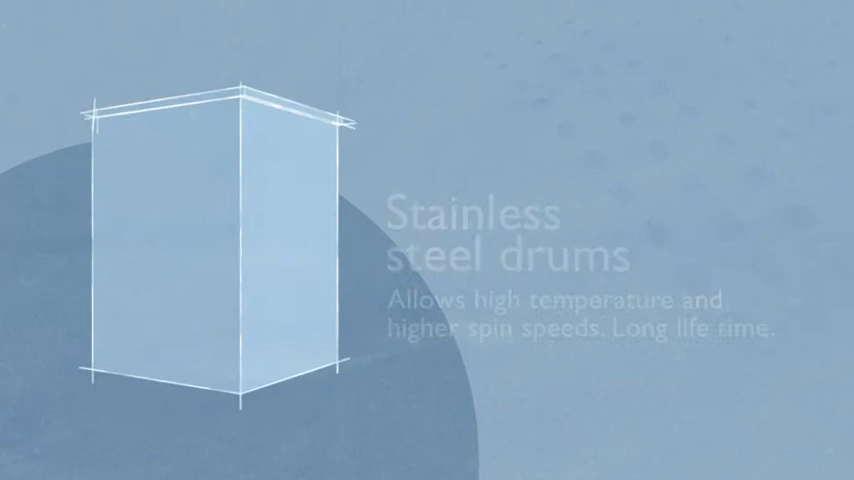 Stainless
steel drums
Allows high temperature and
higher spin speeds. Long life time.